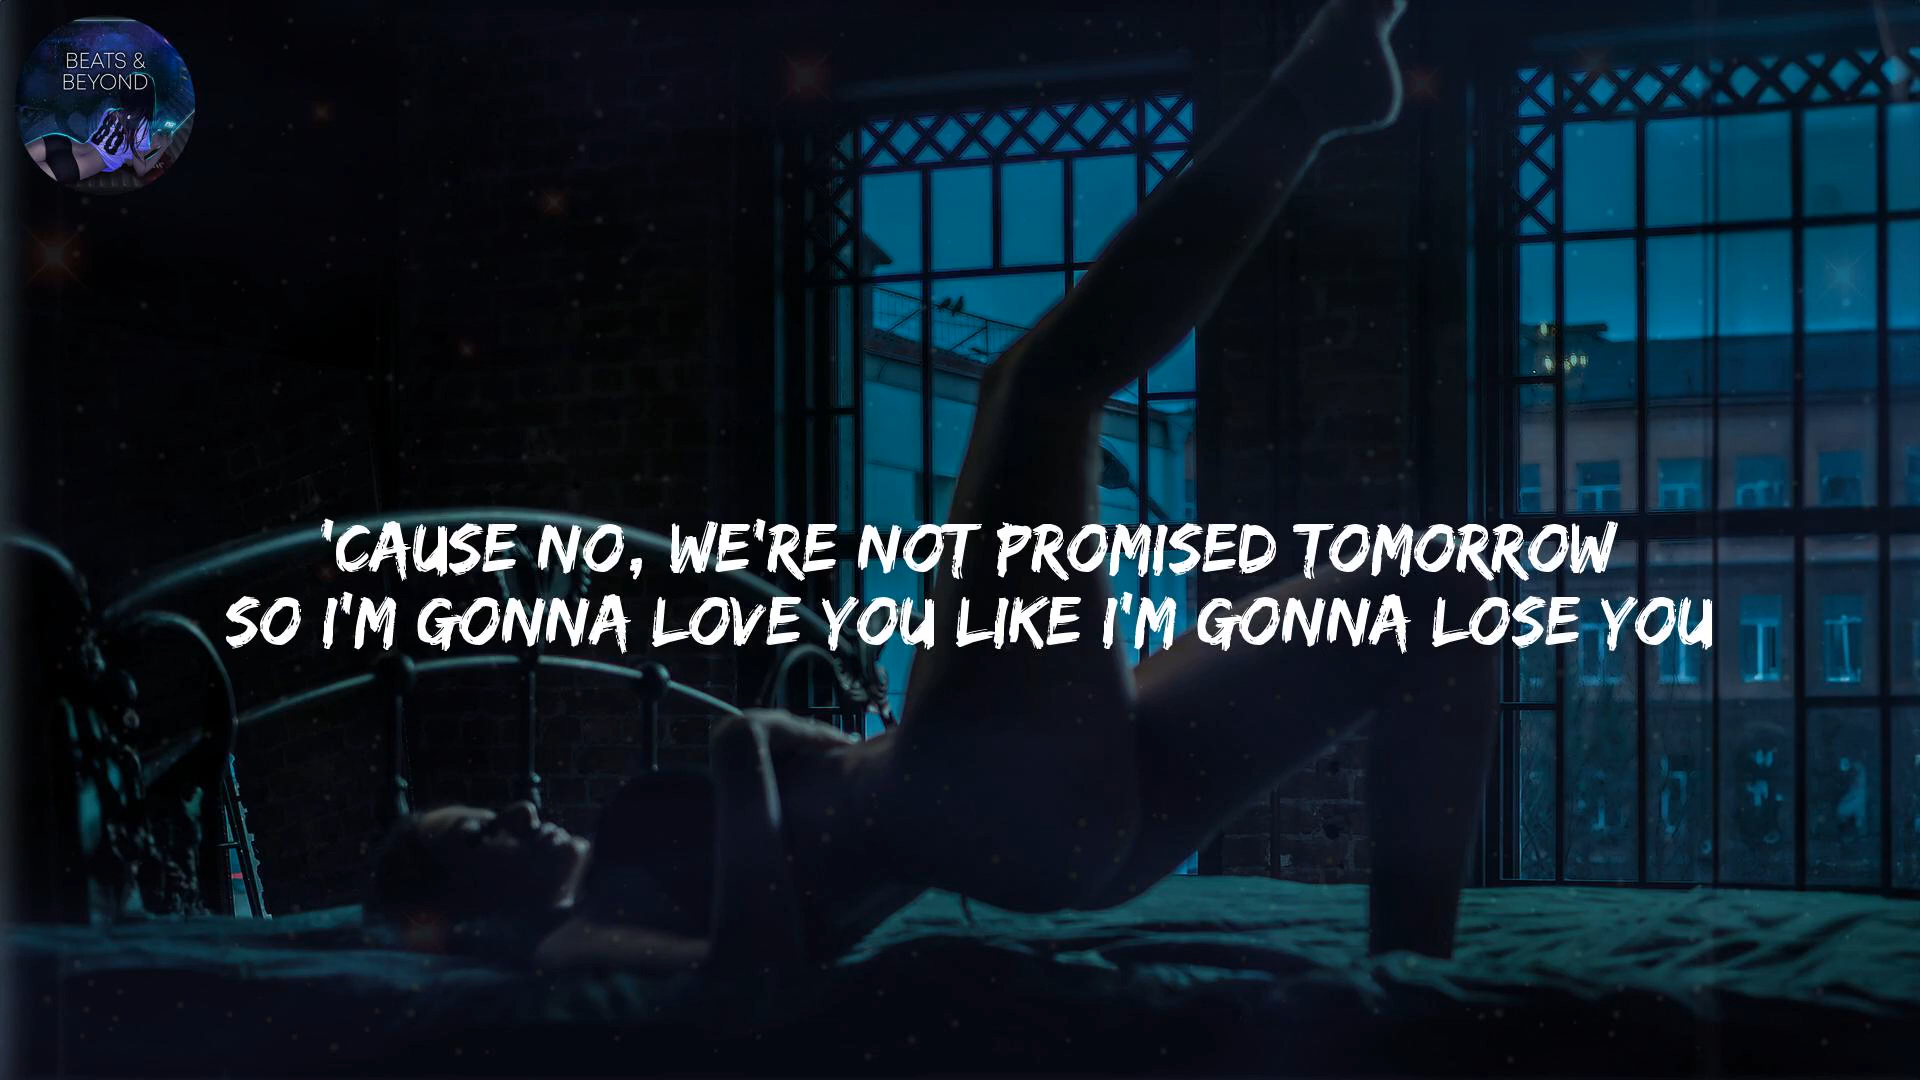 BEATS &
BEYOND
'CAUSE NO, WE'RE NOT PROMISED TOMORROW
SO I'M GONNA LOVE YOU LIKE I'M GONNA LOSE YOU